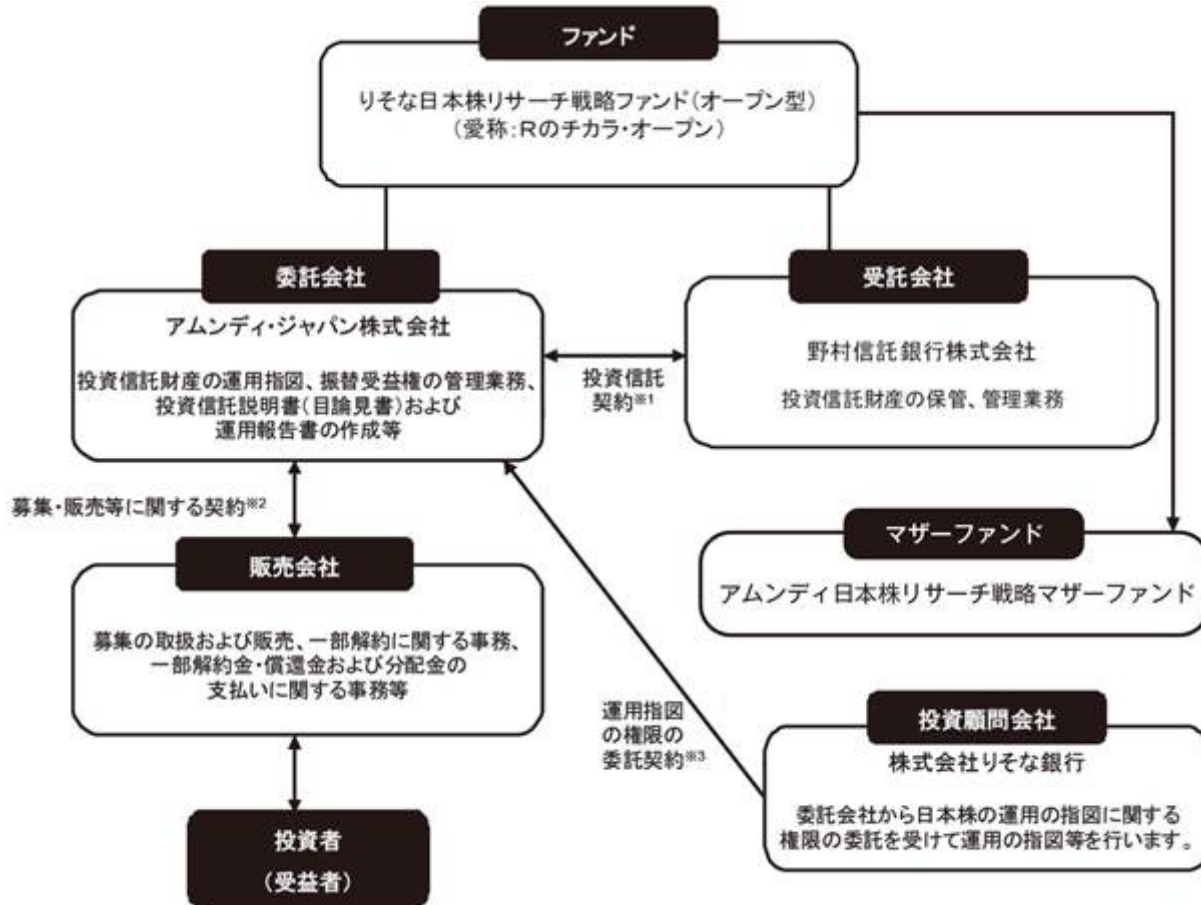 ファンド
りそな日本株リサーチ戦略ファンド(オープン型)
(愛称:Rのチカラ・オープン)
委託会社
アムンディ・ジャパン株式会社
投資信託財産の運用指図、振替受益権の管理業務、
投資信託説明書(目論見書)および
運用報告書の作成等
投資信託
契約※1
受託会社
野村信託銀行株式会社
投資信託財産の保管、管理業務
募集・販売等に関する契約※2
マザーファンド
アムンディ日本株リサーチ戦略マザーファンド
販売会社
募集の取扱および販売、一部解約に関する事務、
一部解約金・償還金および分配金の
支払いに関する事務等
運用指図
の権限の
委託契約※3
投資顧問会社
株式会社りそな銀行
委託会社から日本株の運用の指図に関する
権限の委託を受けて運用の指図等を行います。
投資者
(受益者)